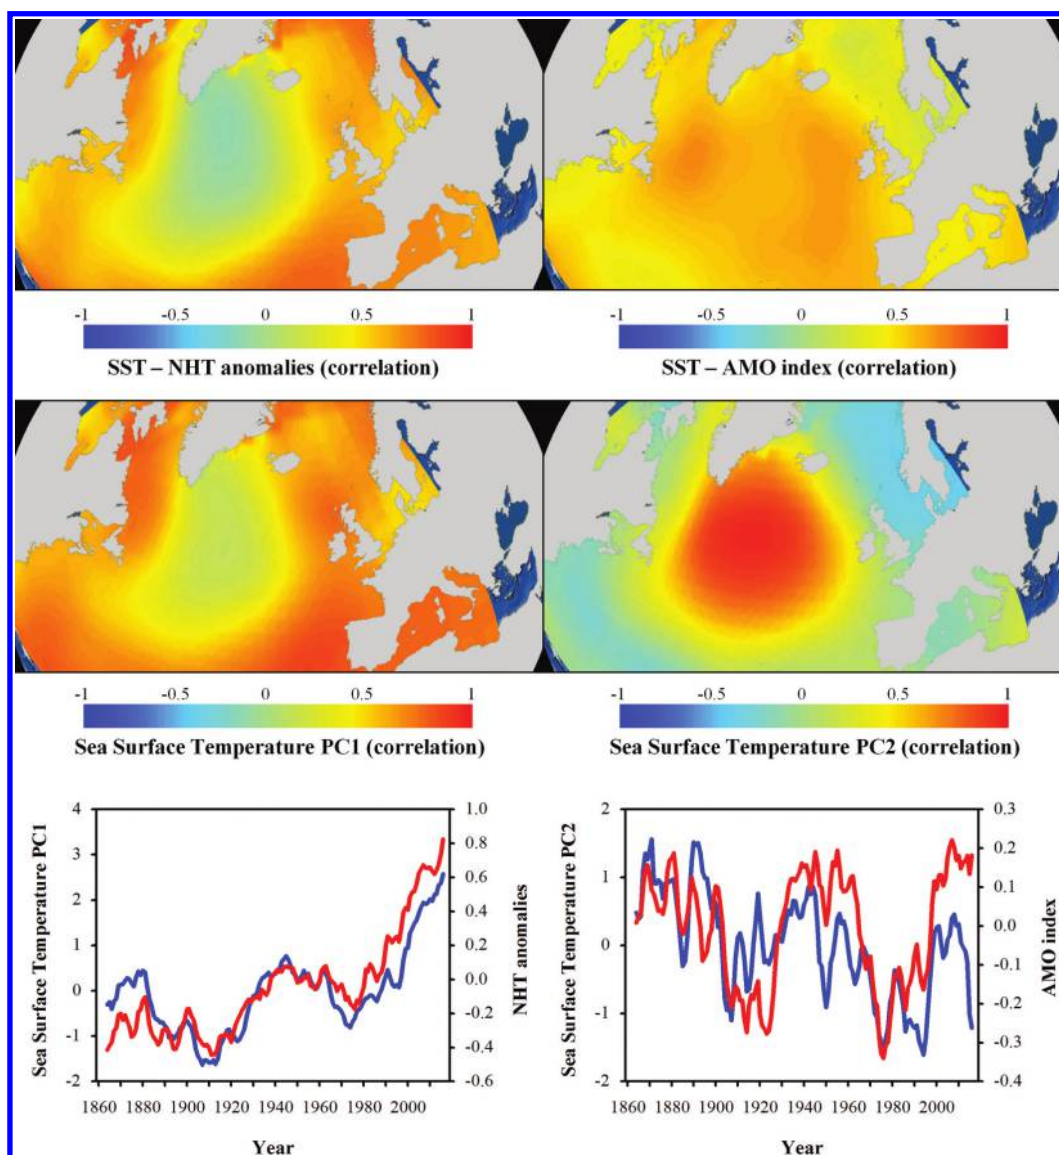 -1 -0.5 0 0.5 1
SST – NHT anomalies (correlation)
-1 -0.5 0 0.5 1
SST – AMO index (correlation)
-1 -0.5 0 0.5 1
Sea Surface Temperature PC1 (correlation)
-1 -0.5 0 0.5 1
Sea Surface Temperature PC2 (correlation)
Sea Surface Temperature PC1
4
3
2
1
0
-1
-2
1.0
0.8
0.6
0.4
0.2
0.0
-0.2
-0.4
-0.6
NHT anomalies
1860 1880 1900 1920 1940 1960 1980 2000
Year
Sea Surface Temperature PC2
2
1
0
-1
-2
0.3
0.2
0.1
0.0
-0.1
-0.2
-0.3
-0.4
AMO index
1860 1880 1900 1920 1940 1960 1980 2000
Year